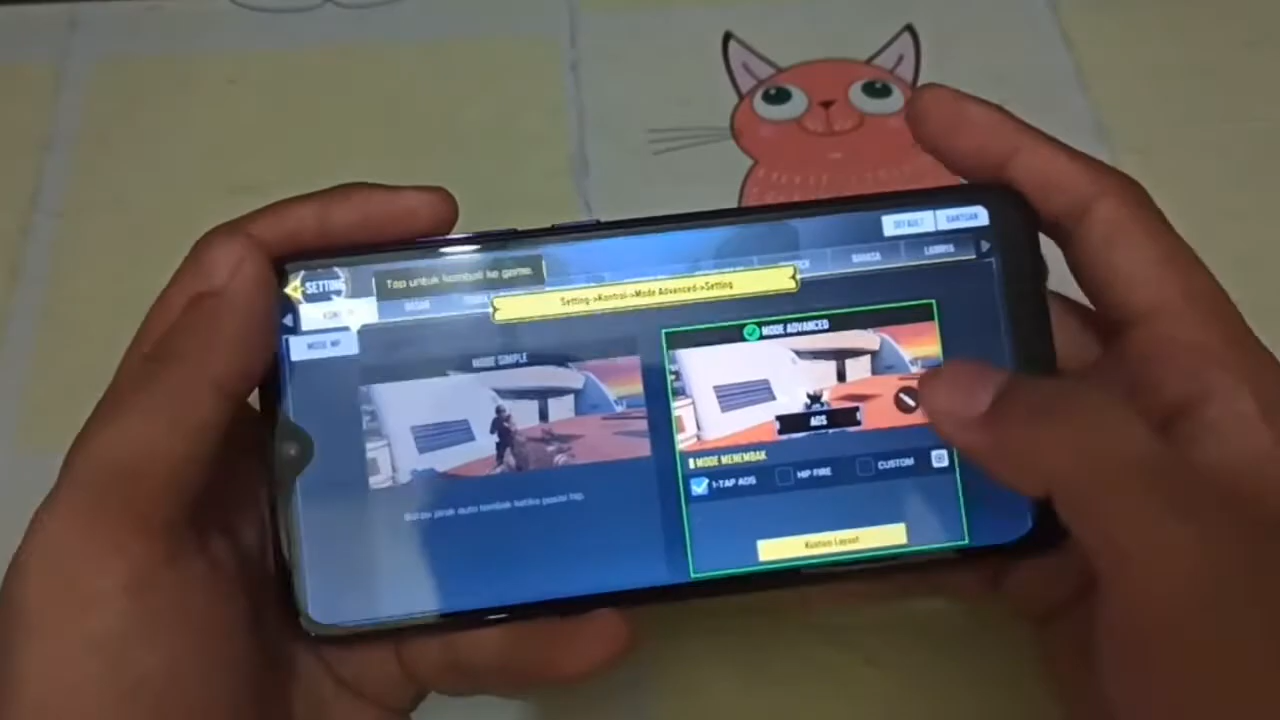 SETTING
Tap untuk kembali ke game.
DEFAULT
BANTUAN
DASAR
BAHASA
LAINNYA
Setting->Kontrol->Mode Advanced->Setting
MODE MP
MODE SIMPLE
MODE ADVANCED
ADS
MODE MENEMBAK
1-TAP ADS
HIP FIRE
CUSTOM
Kustom Layout